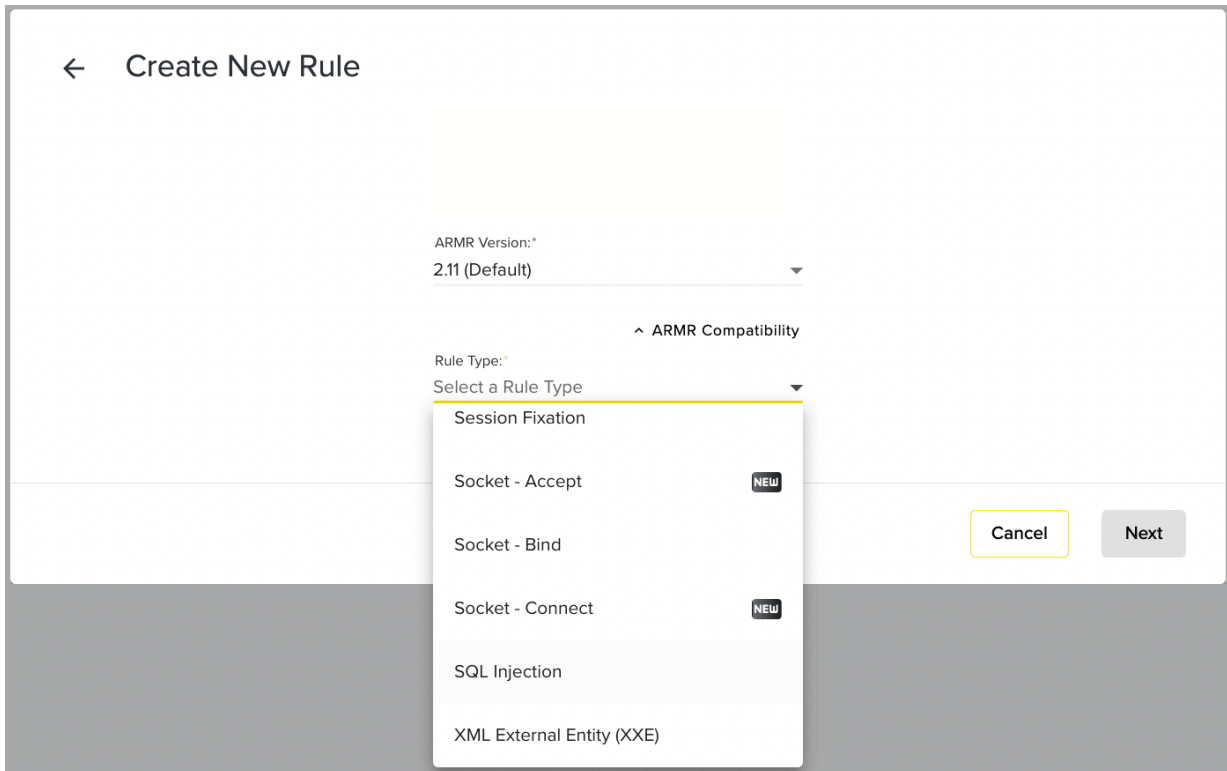 Create New Rule
ARMR Version:*
2.11 (Default)
ARMR Compatibility
Rule Type:*
Select a Rule Type
Session Fixation
Socket - Accept NEW
Socket - Bind
Socket - Connect NEW
SQL Injection
XML External Entity (XXE)
Cancel Next